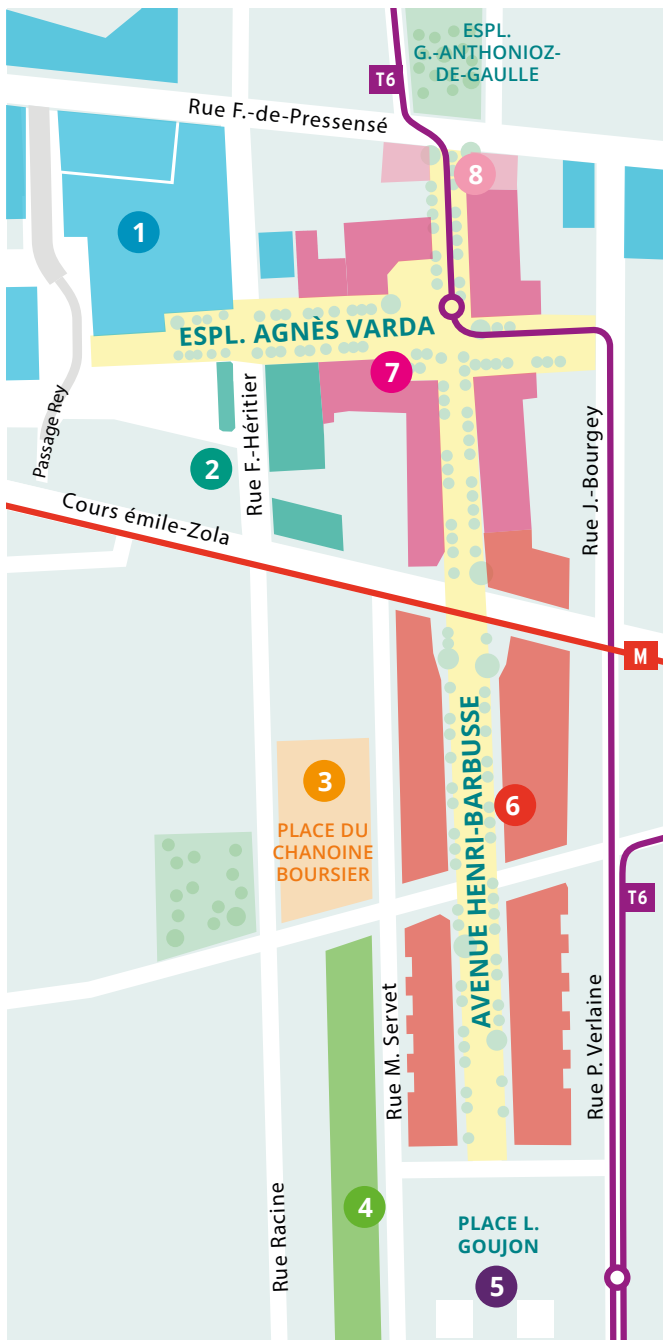 ESPL.
G.-ANTHONIOZ-
DE-GAULLE
T6
Rue F.-de-Pressensé
8
1
ESPL. AGNÈS VARDA
7
Passage Rey
Rue F.-Héritier
2
Rue J.-Bourgey
Cours émile-Zola
M
3
PLACE DU
CHANOINE
BOURSIER
AVENUE HENRI-BARBUSSE
6
T6
Rue M. Servet
Rue P. Verlaine
Rue Racine
4
PLACE L.
GOUJON
5